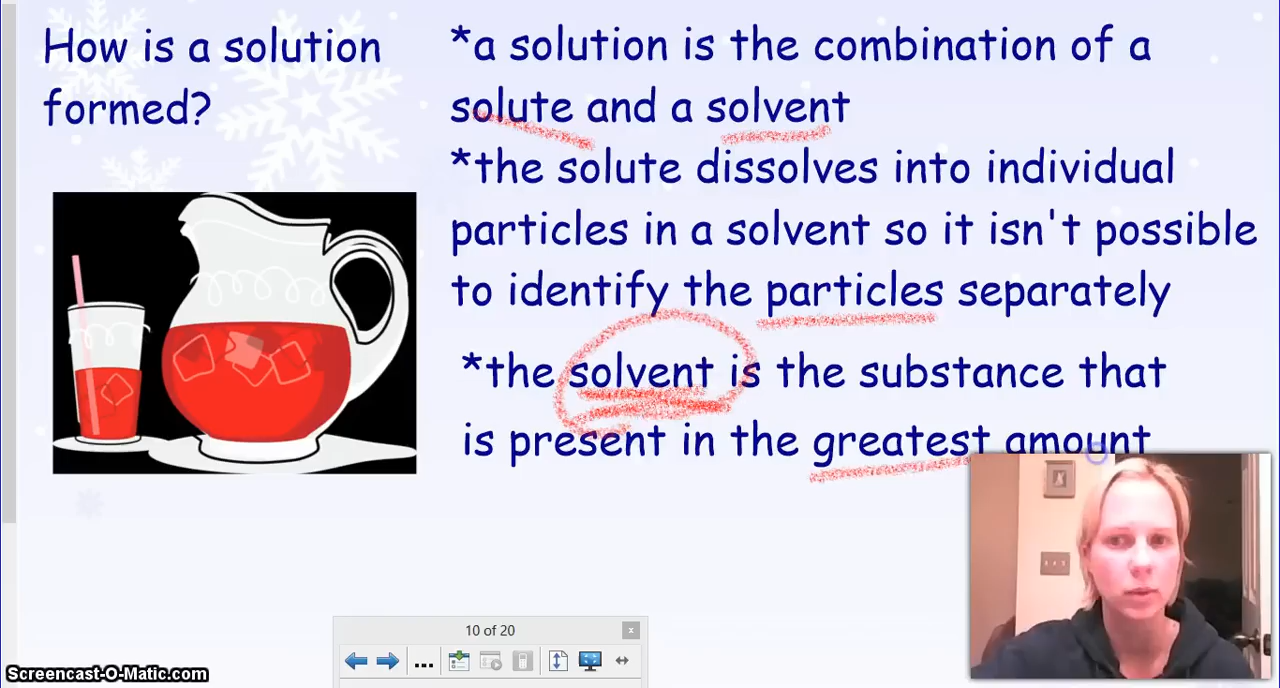 How is a solution
formed?
*a solution is the combination of a
solute and a solvent
*the solute dissolves into individual
particles in a solvent so it isn't possible
to identify the particles separately
*the solvent is the substance that
is present in the greatest amount
10 of 20
Screencast-O-Matic.com